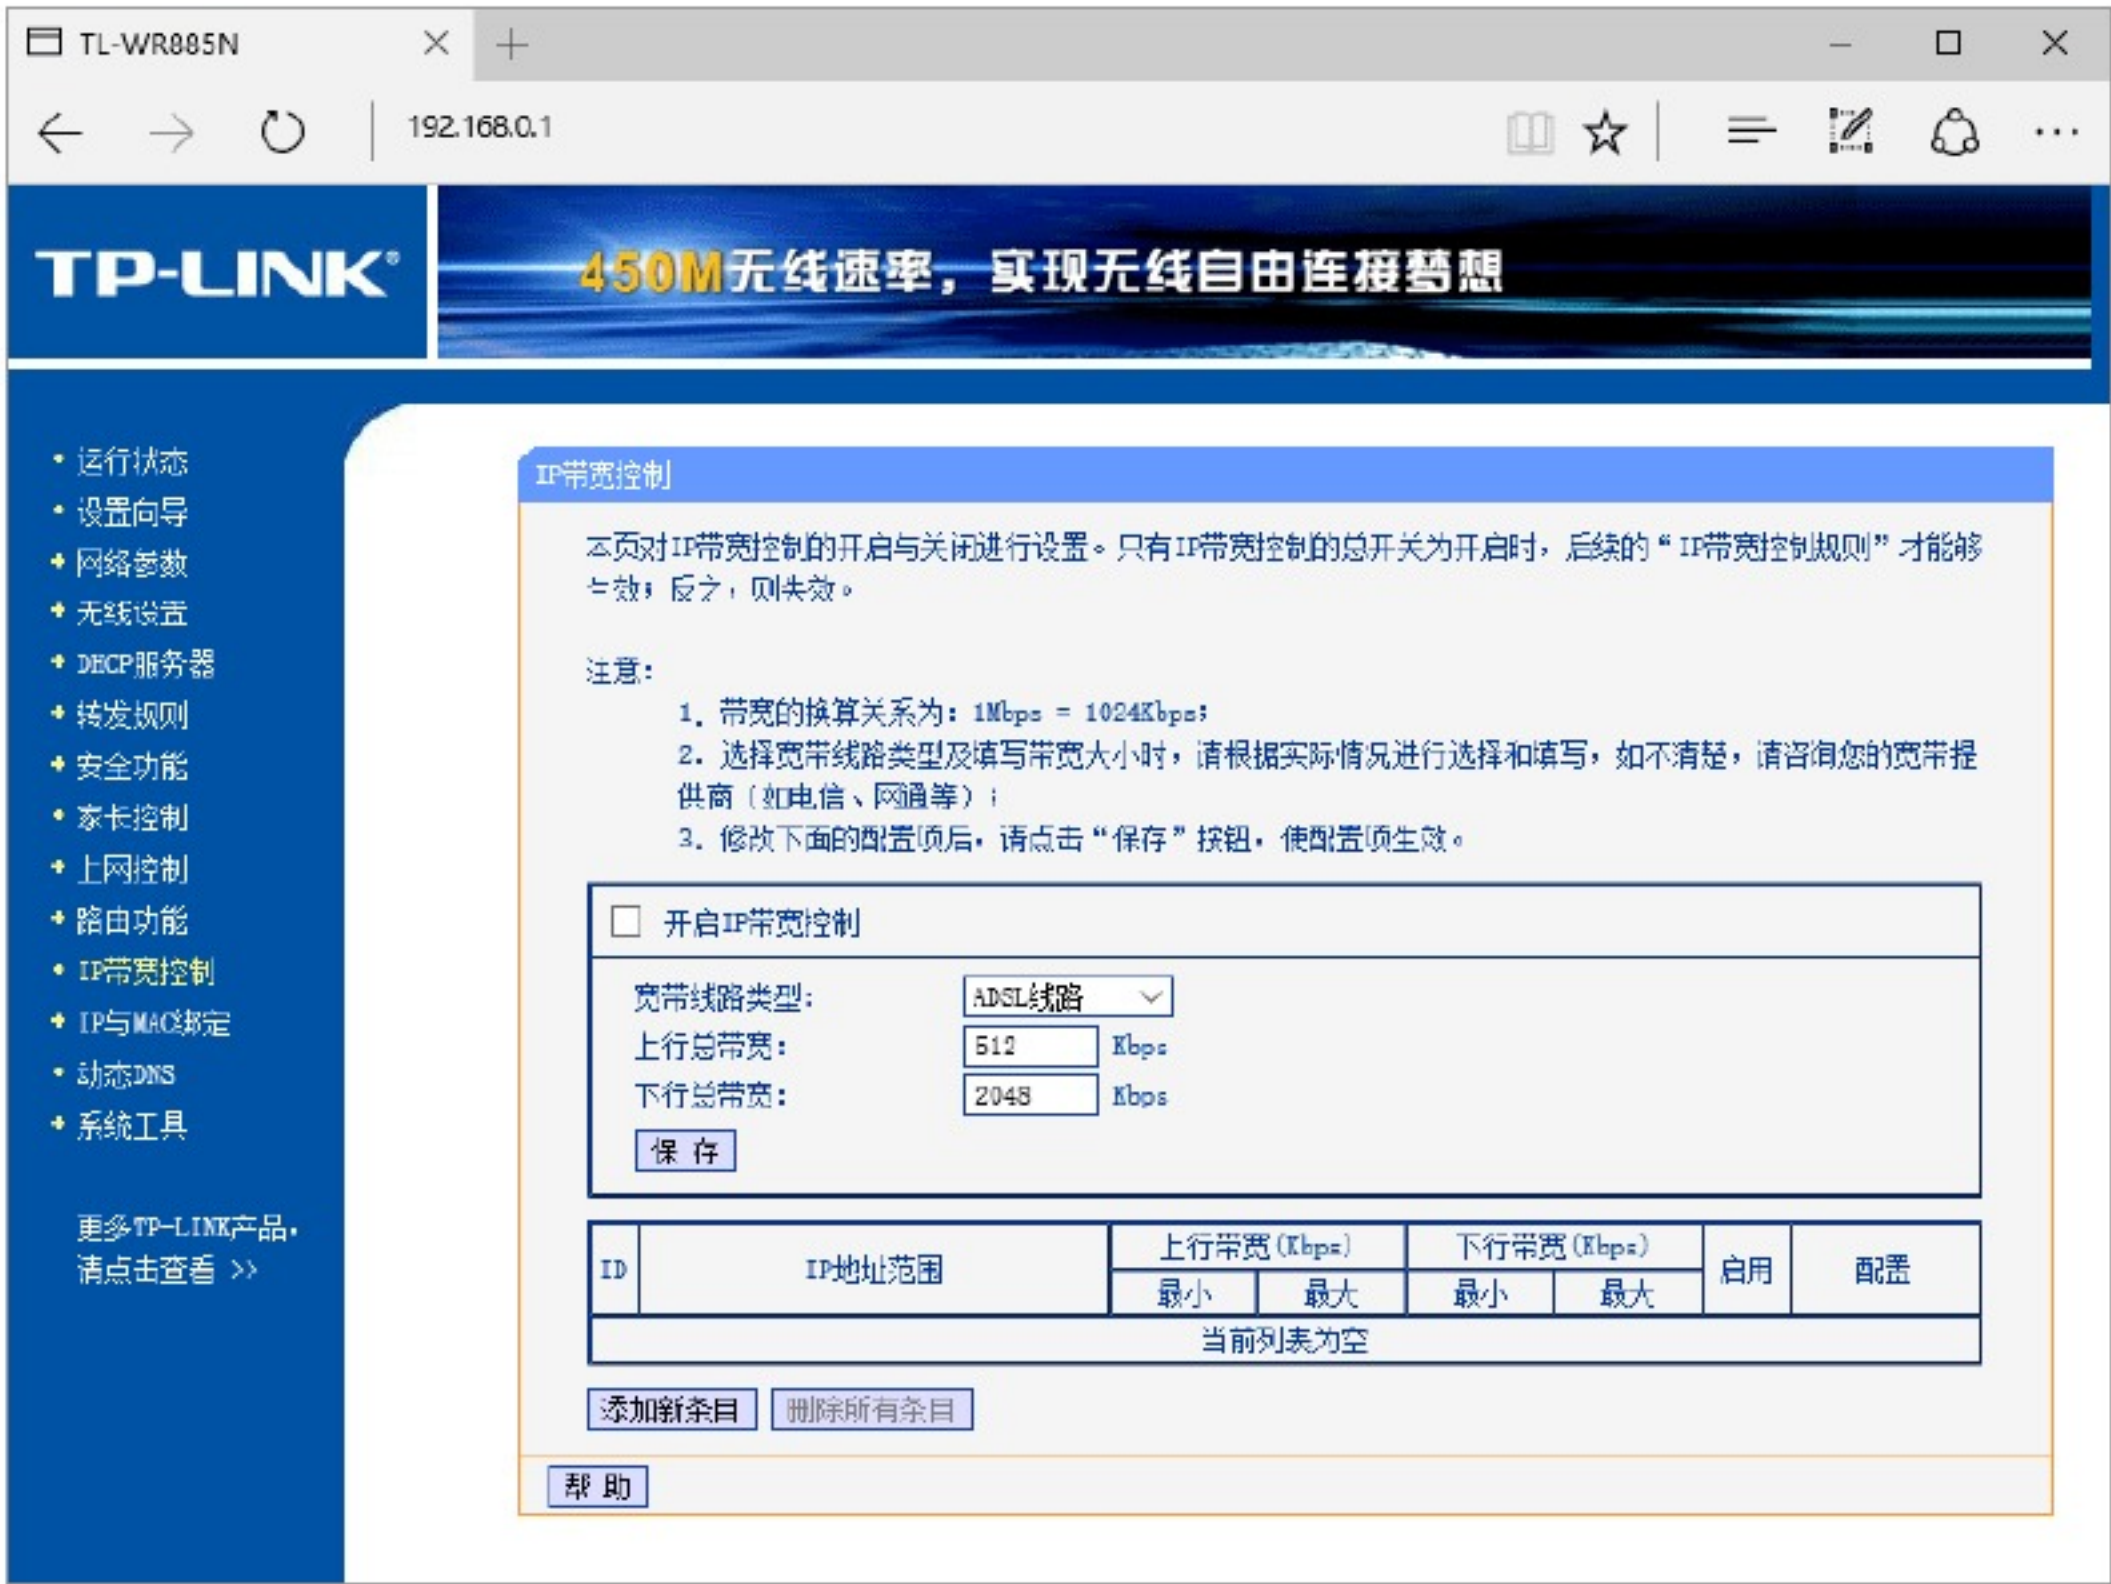 TL-WR885N
192.168.0.1
TP-LINK®
450M无线速率，实现无线自由连接梦想
运行状态
设置向导
网络参数
无线设置
DHCP服务器
转发规则
安全功能
家长控制
上网控制
路由功能
IP带宽控制
IP与MAC绑定
动态DNS
系统工具
更多TP-LINK产品，
请点击查看 >>
IP带宽控制
本页对IP带宽控制的开启与关闭进行设置。只有IP带宽控制的总开关为开启时，后续的“IP带宽控制规则”才能够
生效；反之，则失效。
注意：
1. 带宽的换算关系为：1Mbps = 1024Kbps；
2. 选择宽带线路类型及填写带宽大小时，请根据实际情况进行选择和填写，如不清楚，请咨询您的宽带提
供商（如电信、网通等）；
3. 修改下面的配置项后，请点击“保存”按钮，使配置项生效。
开启IP带宽控制
宽带线路类型： ADSL线路
上行总带宽： 512 Kbps
下行总带宽： 2048 Kbps
保 存
ID IP地址范围 上行带宽(Kbps) 下行带宽(Kbps) 启用 配置
最小 最大 最小 最大
当前列表为空
添加新条目 删除所有条目
帮 助